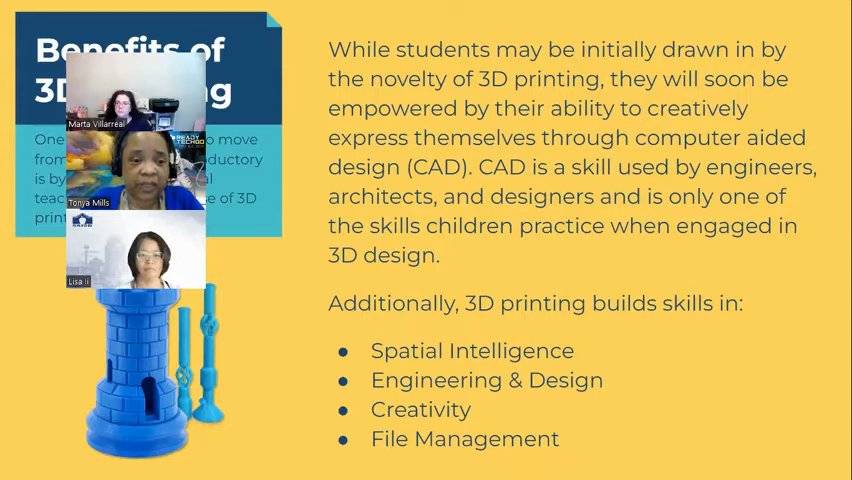 Benefits of
3D
While students may be initially drawn in by
the novelty of 3D printing, they will soon be
empowered by their ability to creatively
express themselves through computer aided
design (CAD). CAD is a skill used by engineers,
architects, and designers and is only one of
the skills children practice when engaged in
3D design.
Additionally, 3D printing builds skills in:
• Spatial Intelligence
• Engineering & Design
• Creativity
• File Management
One
move
from
is by
of 3D
Marta Villarreal
READY
Tonya Mills
Lisa li